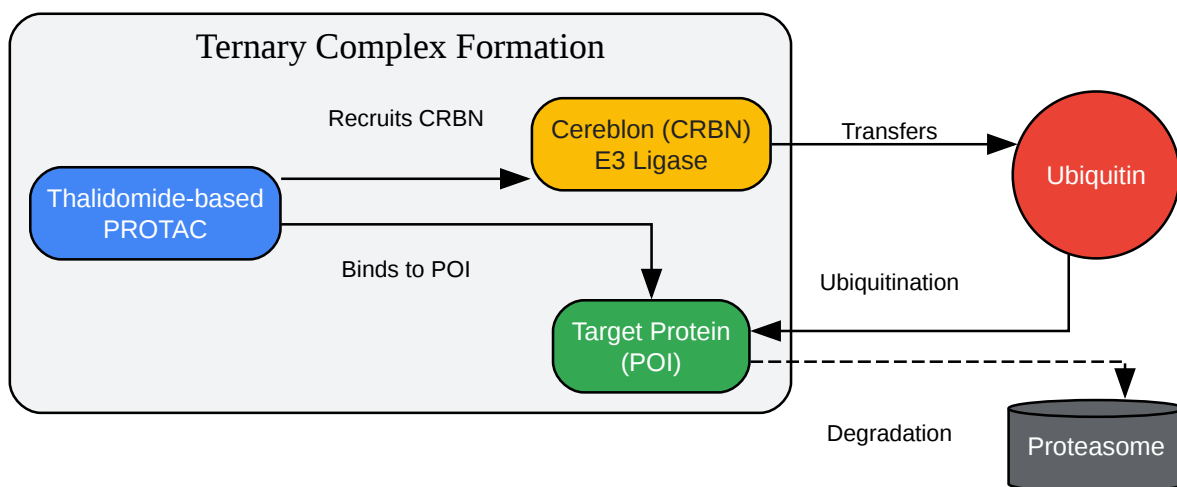 Ternary Complex Formation
Recruits CRBN
Cereblon (CRBN)
E3 Ligase
Transfers
Ubiquitin
Thalidomide-based
PROTAC
Binds to POI
Ubiquitination
Target Protein
(POI)
Degradation
Proteasome